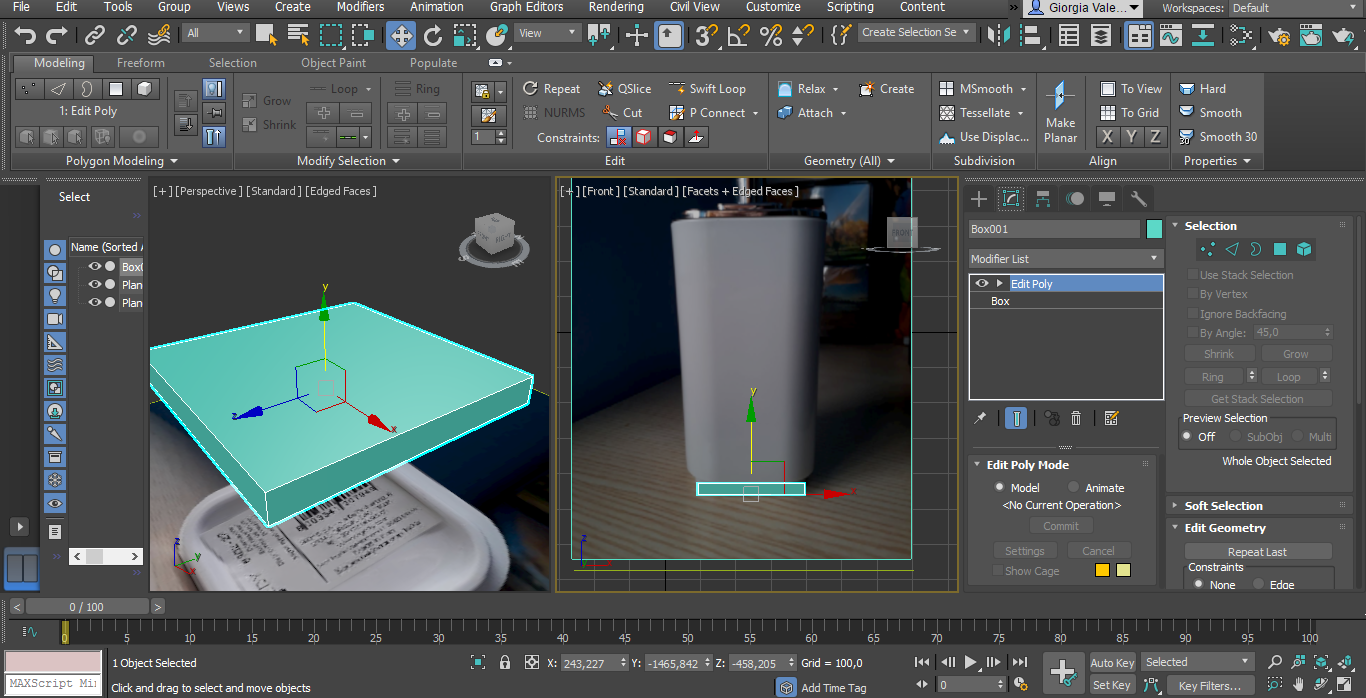 File Edit Tools Group Views Create Modifiers Animation Graph Editors Rendering Civil View Customize Scripting Content » Giorgia Vale... Workspaces: Default
All View Create Selection Se
Modeling Freeform Selection Object Paint Populate
1: Edit Poly
Grow
Shrink
Loop
Ring
1
Repeat QSlice Swift Loop
NURMS Cut P Connect
Constraints:
Relax Create
Attach
MSmooth
Tessellate
Use Displac...
Make
Planar
To View
To Grid
X Y Z
Hard
Smooth
Smooth 30
Polygon Modeling Modify Selection Edit Geometry (All) Subdivision Align Properties
Select
Name (Sorted A
Box0
Plan
Plan
[+] [Perspective ] [Standard ] [Edged Faces ]
y
z
x
z
y
x
[+] [Front ] [Standard ] [Facets + Edged Faces ]
FRONT
y
x
z
x
Box001
Modifier List
Edit Poly
Box
Edit Poly Mode
Model Animate
<No Current Operation>
Commit
Settings Cancel
Show Cage
Selection
Use Stack Selection
By Vertex
Ignore Backfacing
By Angle: 45,0
Shrink Grow
Ring Loop
Get Stack Selection
Preview Selection
Off SubObj Multi
Whole Object Selected
Soft Selection
Edit Geometry
Repeat Last
Constraints
None Edge
< 0 / 100 >
0 5 10 15 20 25 30 35 40 45 50 55 60 65 70 75 80 85 90 95 100
MAXScript Mi
1 Object Selected
Click and drag to select and move objects
X: 243,227 Y: -1465,842 Z: -458,205 Grid = 100,0
Add Time Tag
0
Auto Key Selected
Set Key Key Filters...